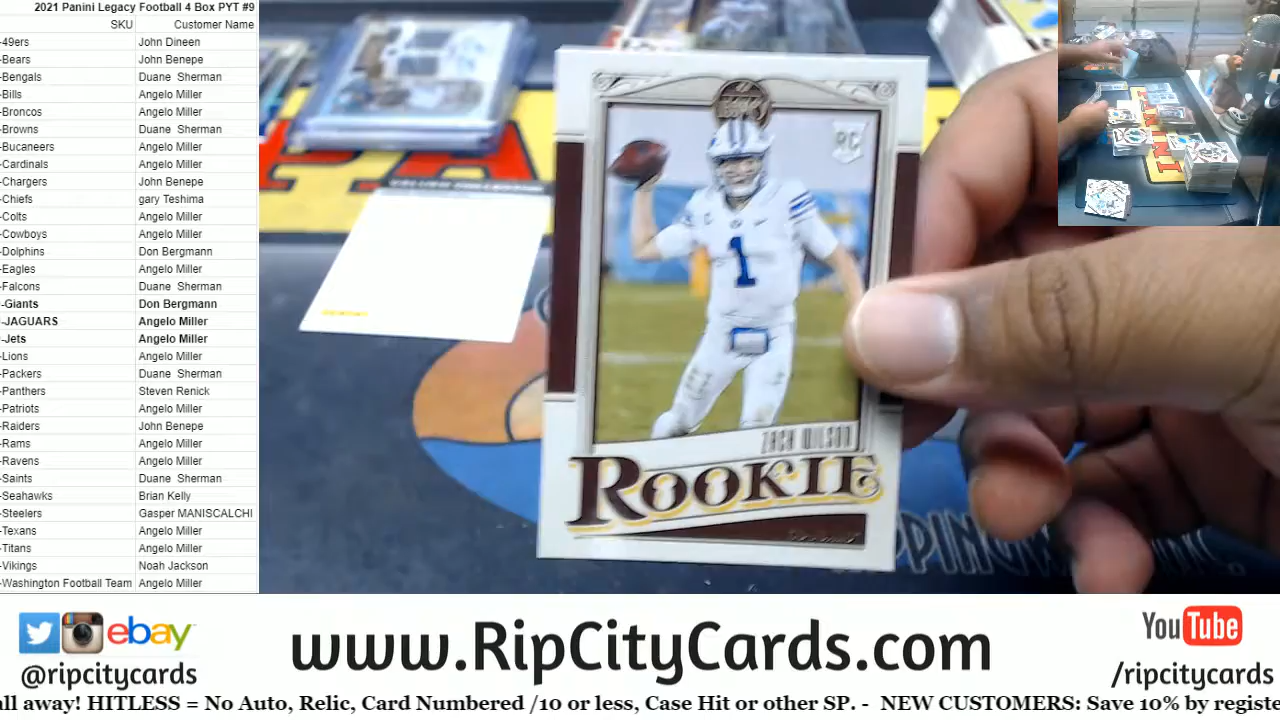 2021 Panini Legacy Football 4 Box PYT #9
SKU Customer Name
-49ers John Dineen
-Bears John Benepe
-Bengals Duane Sherman
-Bills Angelo Miller
-Broncos Angelo Miller
-Browns Duane Sherman
-Bucaneers Angelo Miller
-Cardinals Angelo Miller
-Chargers John Benepe
-Chiefs gary Teshima
-Colts Angelo Miller
-Cowboys Angelo Miller
-Dolphins Don Bergmann
-Eagles Angelo Miller
-Falcons Duane Sherman
-Giants Don Bergmann
-JAGUARS Angelo Miller
-Jets Angelo Miller
-Lions Angelo Miller
-Packers Duane Sherman
-Panthers Steven Renick
-Patriots Angelo Miller
-Raiders John Benepe
-Rams Angelo Miller
-Ravens Angelo Miller
-Saints Duane Sherman
-Seahawks Brian Kelly
-Steelers Gasper MANISCALCHI
-Texans Angelo Miller
-Titans Angelo Miller
-Vikings Noah Jackson
-Washington Football Team Angelo Miller
RC
1
ZACH WILSON
ROOKIE
ebay
@ripcitycards
www.RipCityCards.com
YouTube
/ripcitycards
all away! HITLESS = No Auto, Relic, Card Numbered /10 or less, Case Hit or other SP. - NEW CUSTOMERS: Save 10% by registe